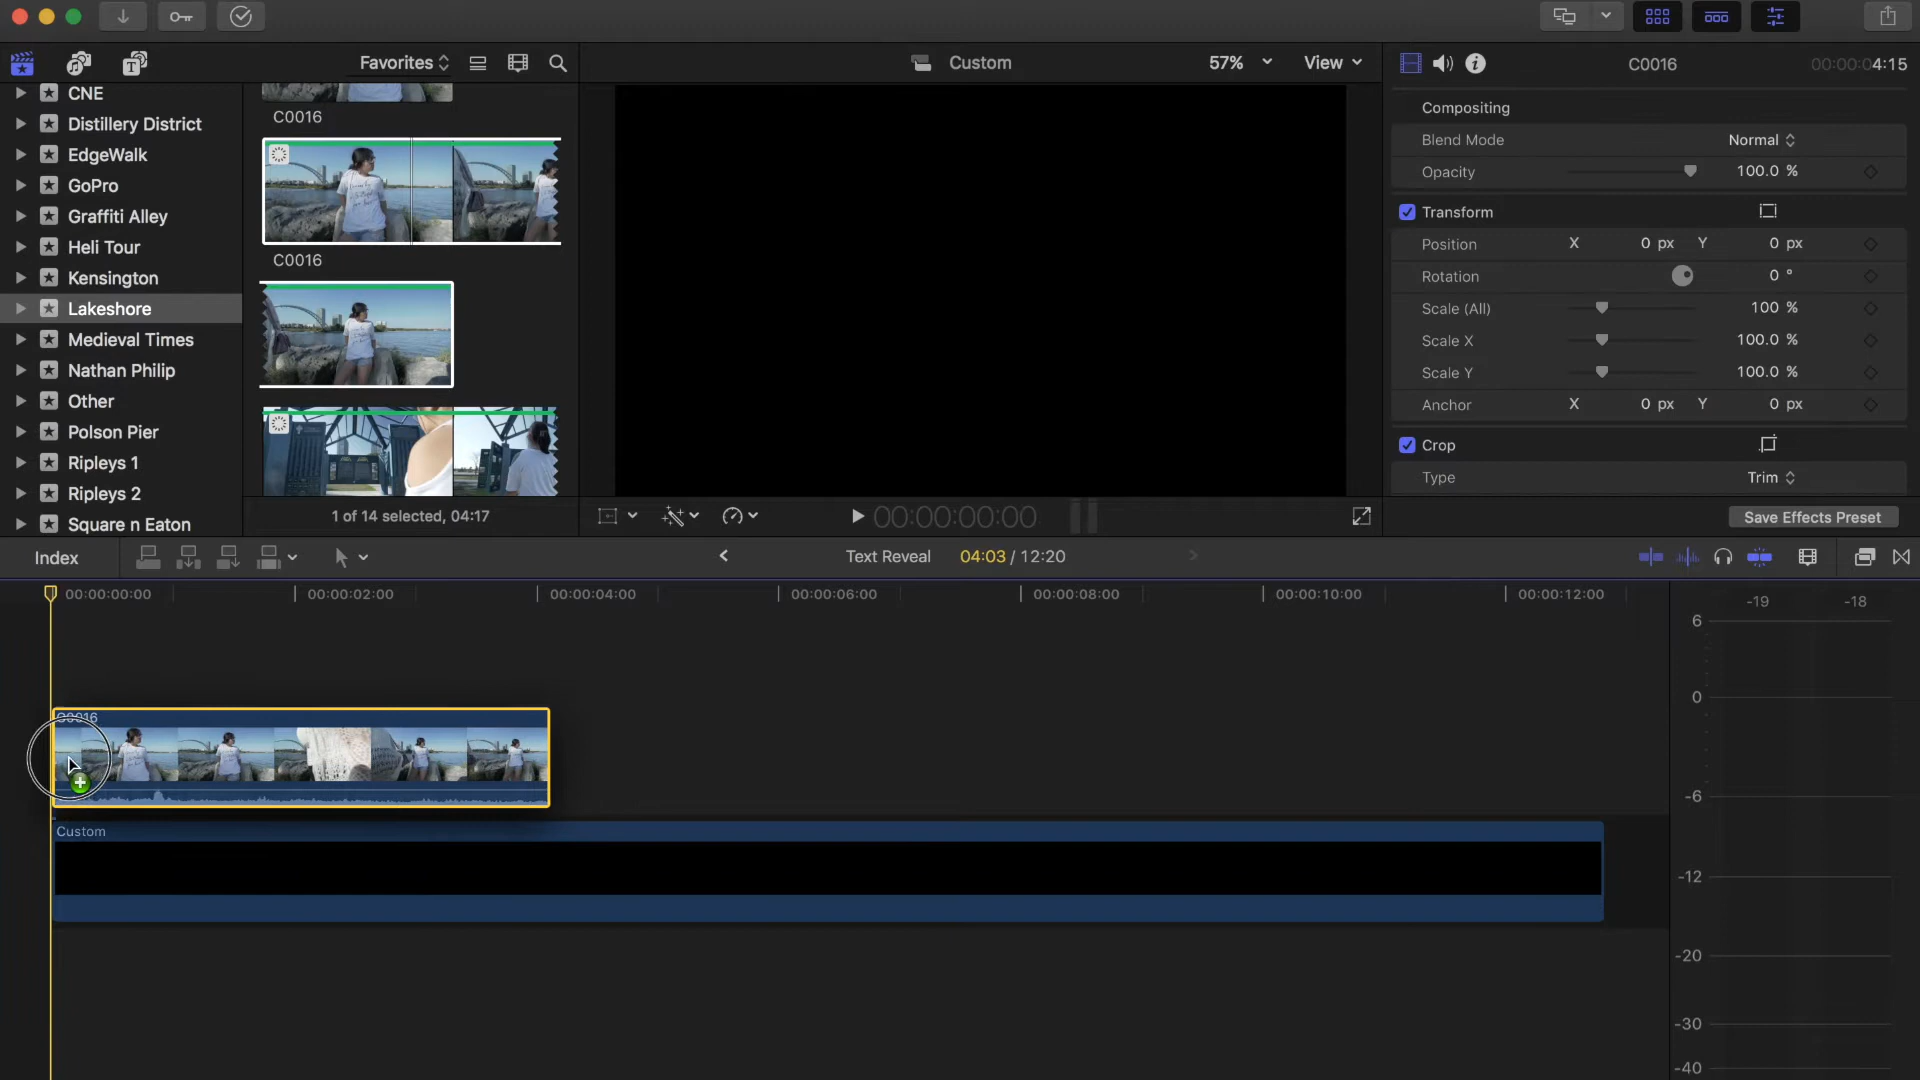 Favorites
Custom
57%
View
C0016
00:00:04:15
CNE
Distillery District
EdgeWalk
GoPro
Graffiti Alley
Heli Tour
Kensington
Lakeshore
Medieval Times
Nathan Philip
Other
Polson Pier
Ripleys 1
Ripleys 2
Square n Eaton
C0016
C0016
1 of 14 selected, 04:17
00:00:00:00
Compositing
Blend Mode Normal
Opacity 100.0 %
Transform
Position X 0 px Y 0 px
Rotation 0 °
Scale (All) 100 %
Scale X 100.0 %
Scale Y 100.0 %
Anchor X 0 px Y 0 px
Crop
Type Trim
Save Effects Preset
Index
Text Reveal 04:03 / 12:20
00:00:00:00 00:00:02:00 00:00:04:00 00:00:06:00 00:00:08:00 00:00:10:00 00:00:12:00
C0016
Custom
-19 -18
6
0
-6
-12
-20
-30
-40